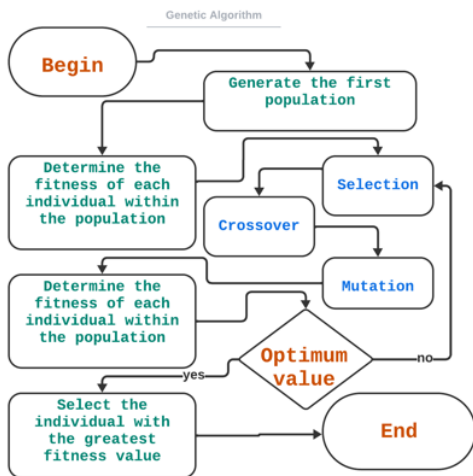 Genetic Algorithm
Begin
Generate the first
population
Determine the
fitness of each
individual within
the population
Selection
Crossover
Mutation
Determine the
fitness of each
individual within
the population
Optimum
value
no
yes
Select the
individual with
the greatest
fitness value
End